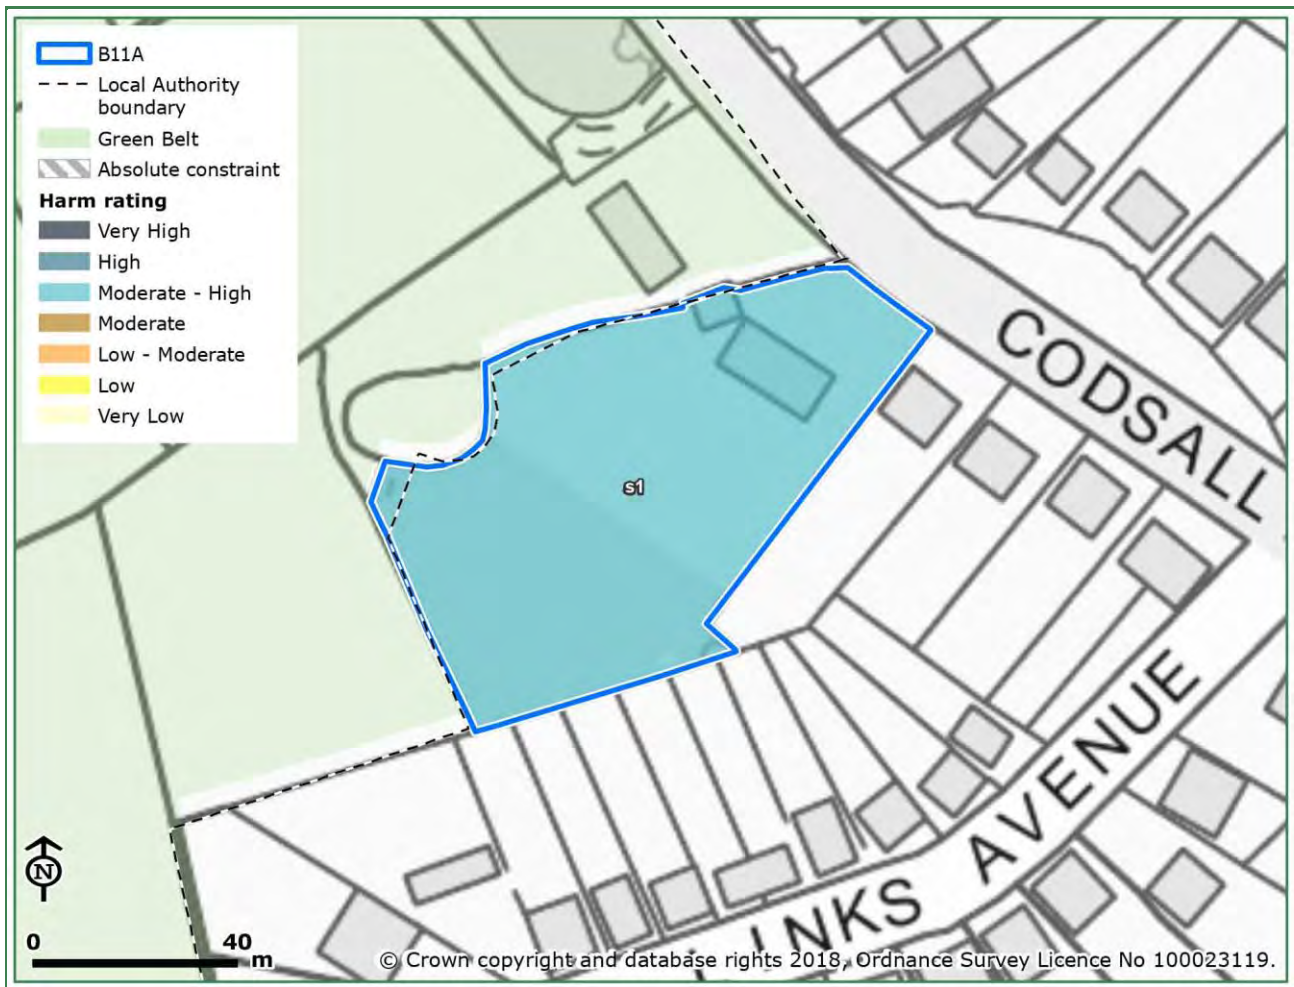 B11A
Local Authority
boundary
Green Belt
Absolute constraint
Harm rating
Very High
High
Moderate - High
Moderate
Low - Moderate
Low
Very Low
CODSALL
s1
AVENUE
N
0 40
m
© Crown copyright and database rights 2018, Ordnance Survey Licence No 100023119.